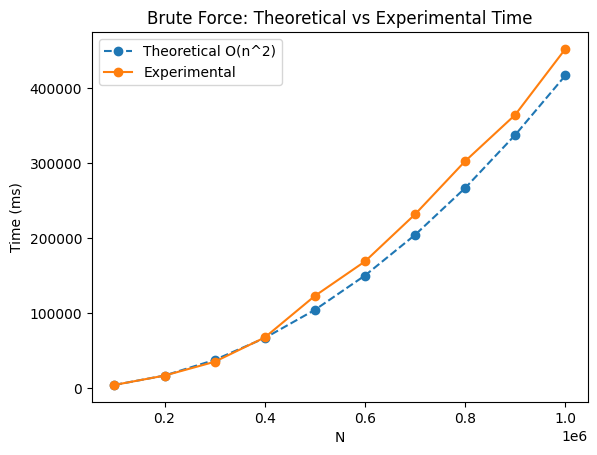 Brute Force: Theoretical vs Experimental Time
Theoretical O(n^2)
Experimental
Time (ms)
400000
300000
200000
100000
0
0.2 0.4 0.6 0.8 1.0
1e6
N